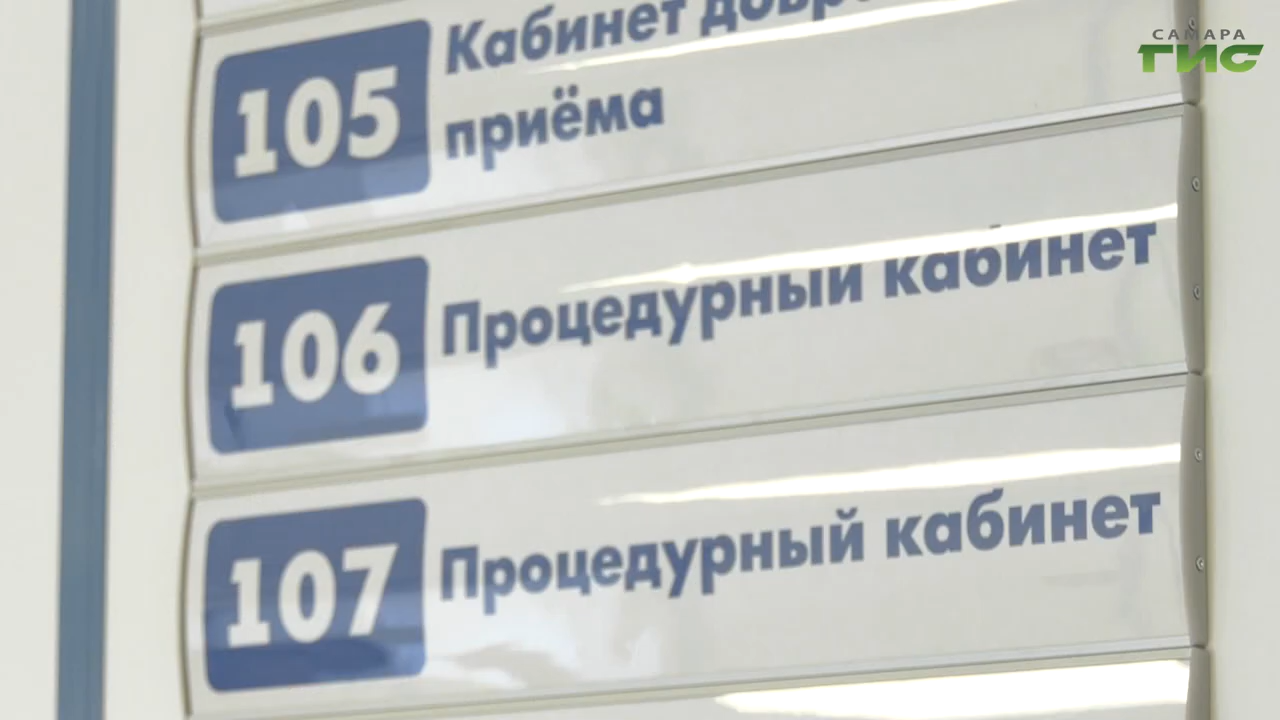 САМАРА
ГИС
105
Кабинет
приёма
106
Процедурный кабинет
107
Процедурный кабинет